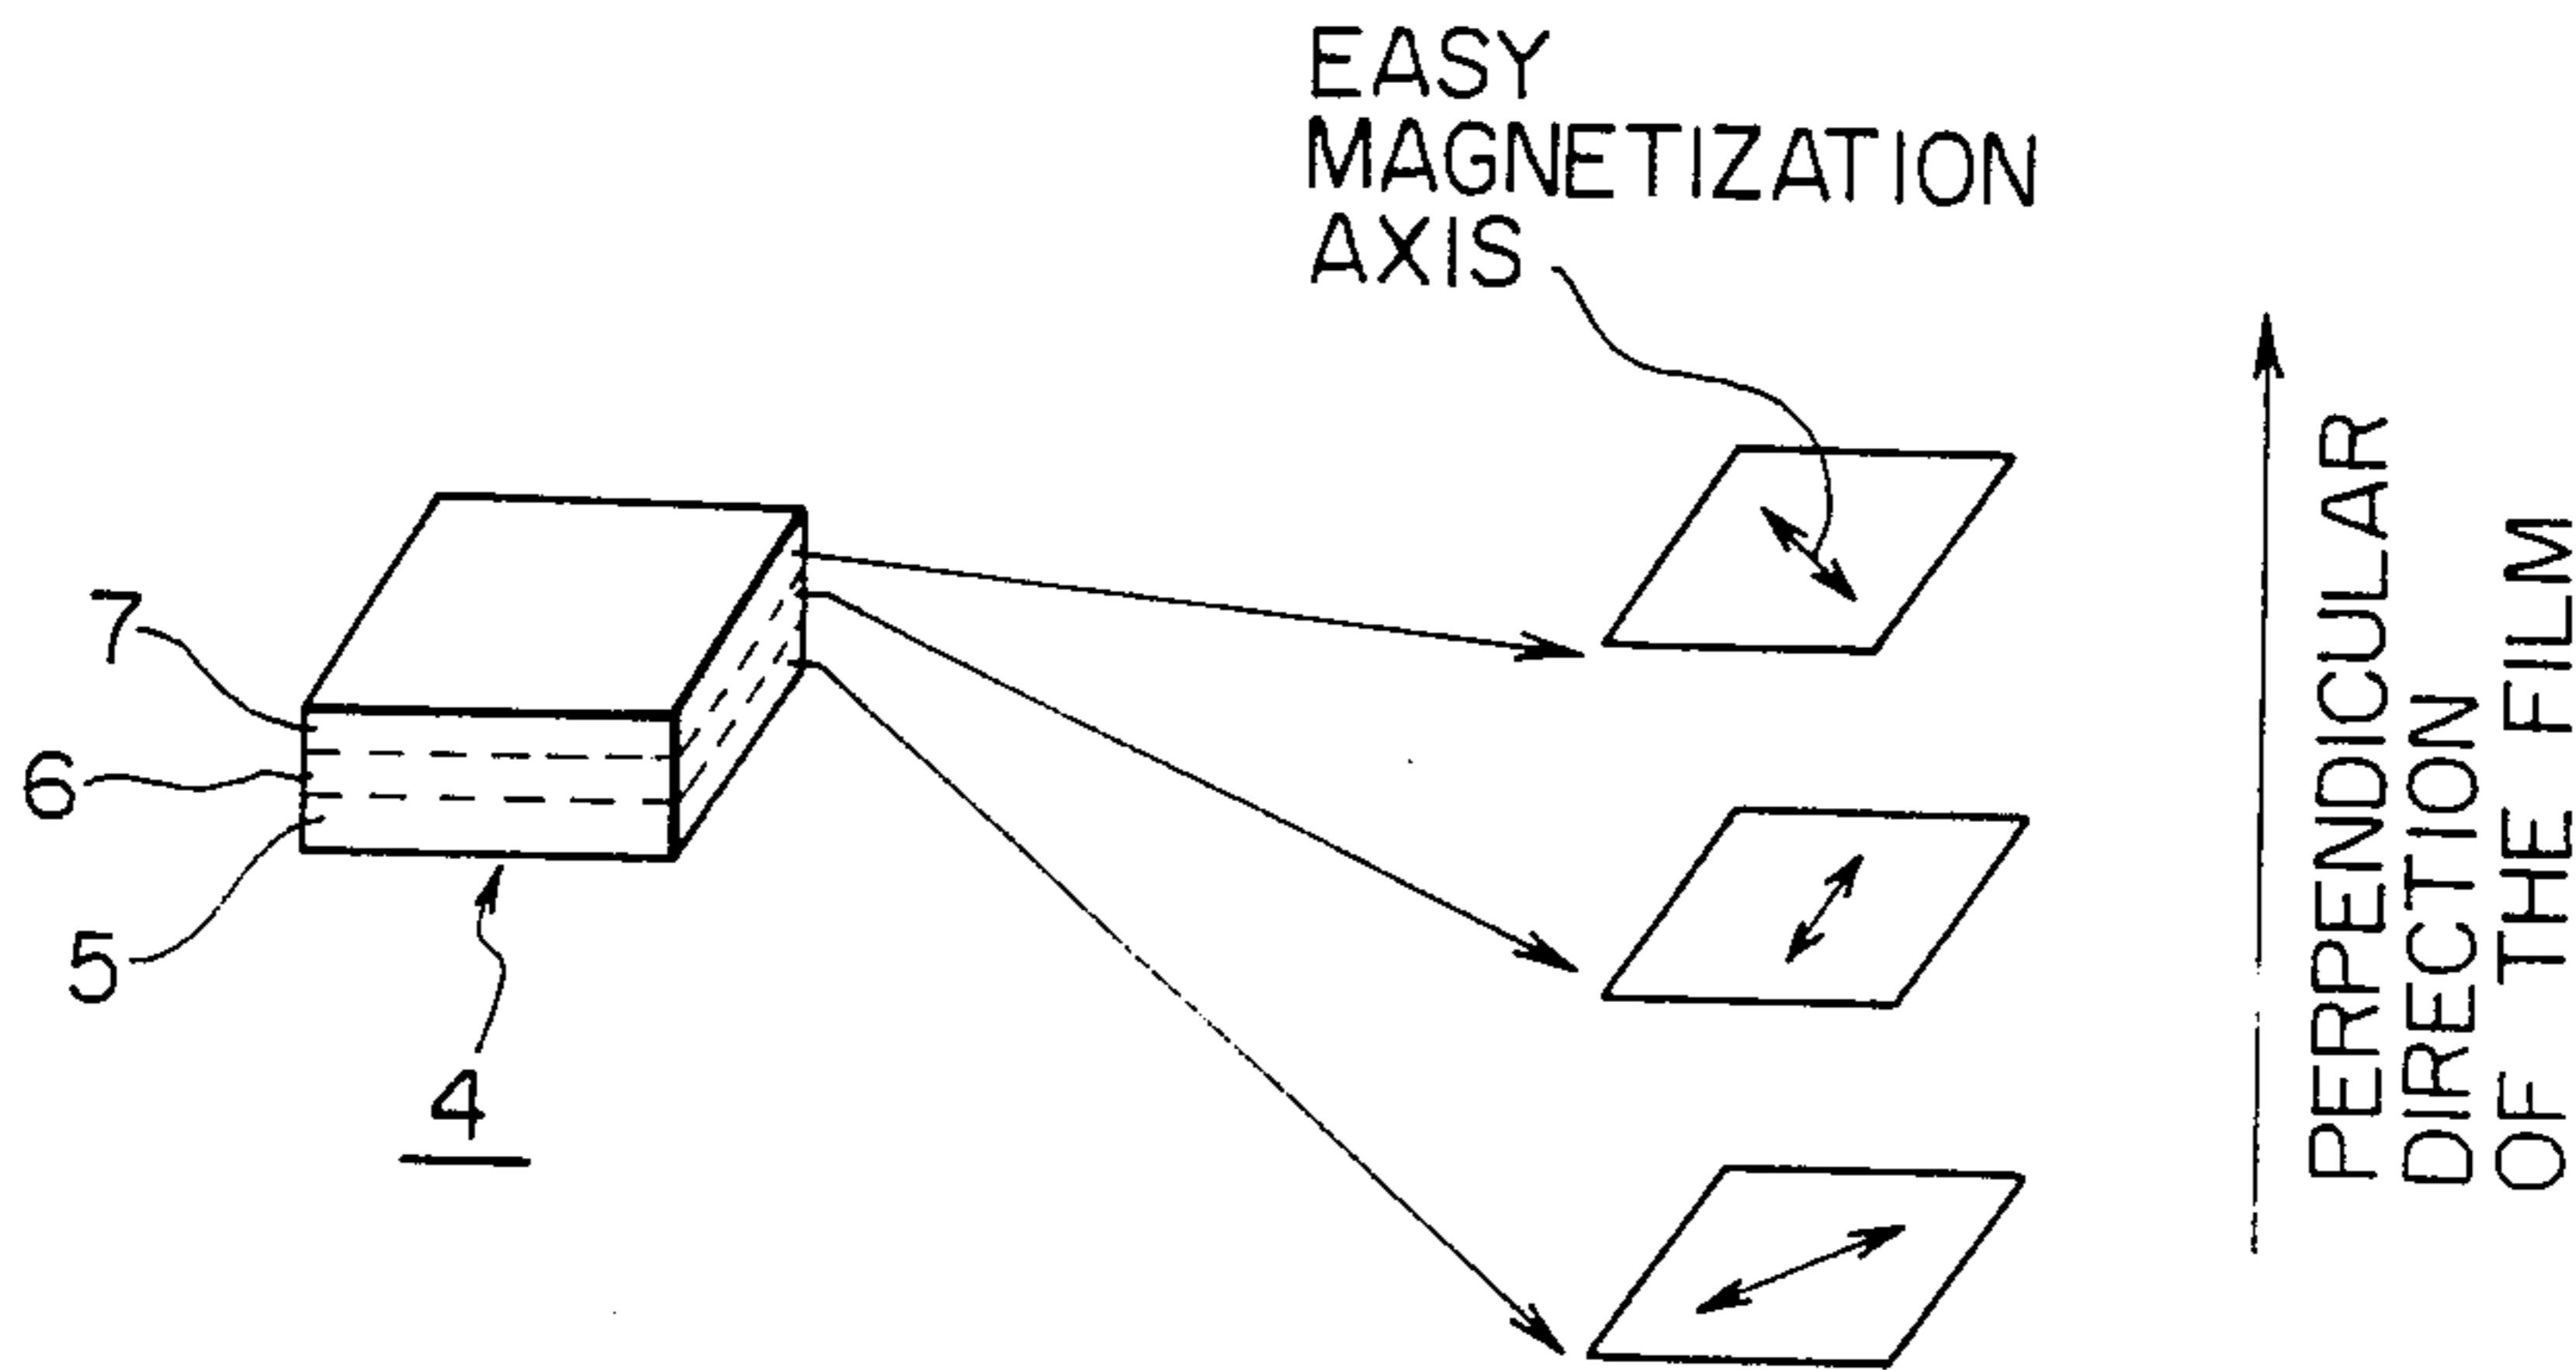 EASY
MAGNETIZATION
AXIS
7
6
5
4
PERPENDICULAR
DIRECTION
OF THE FILM